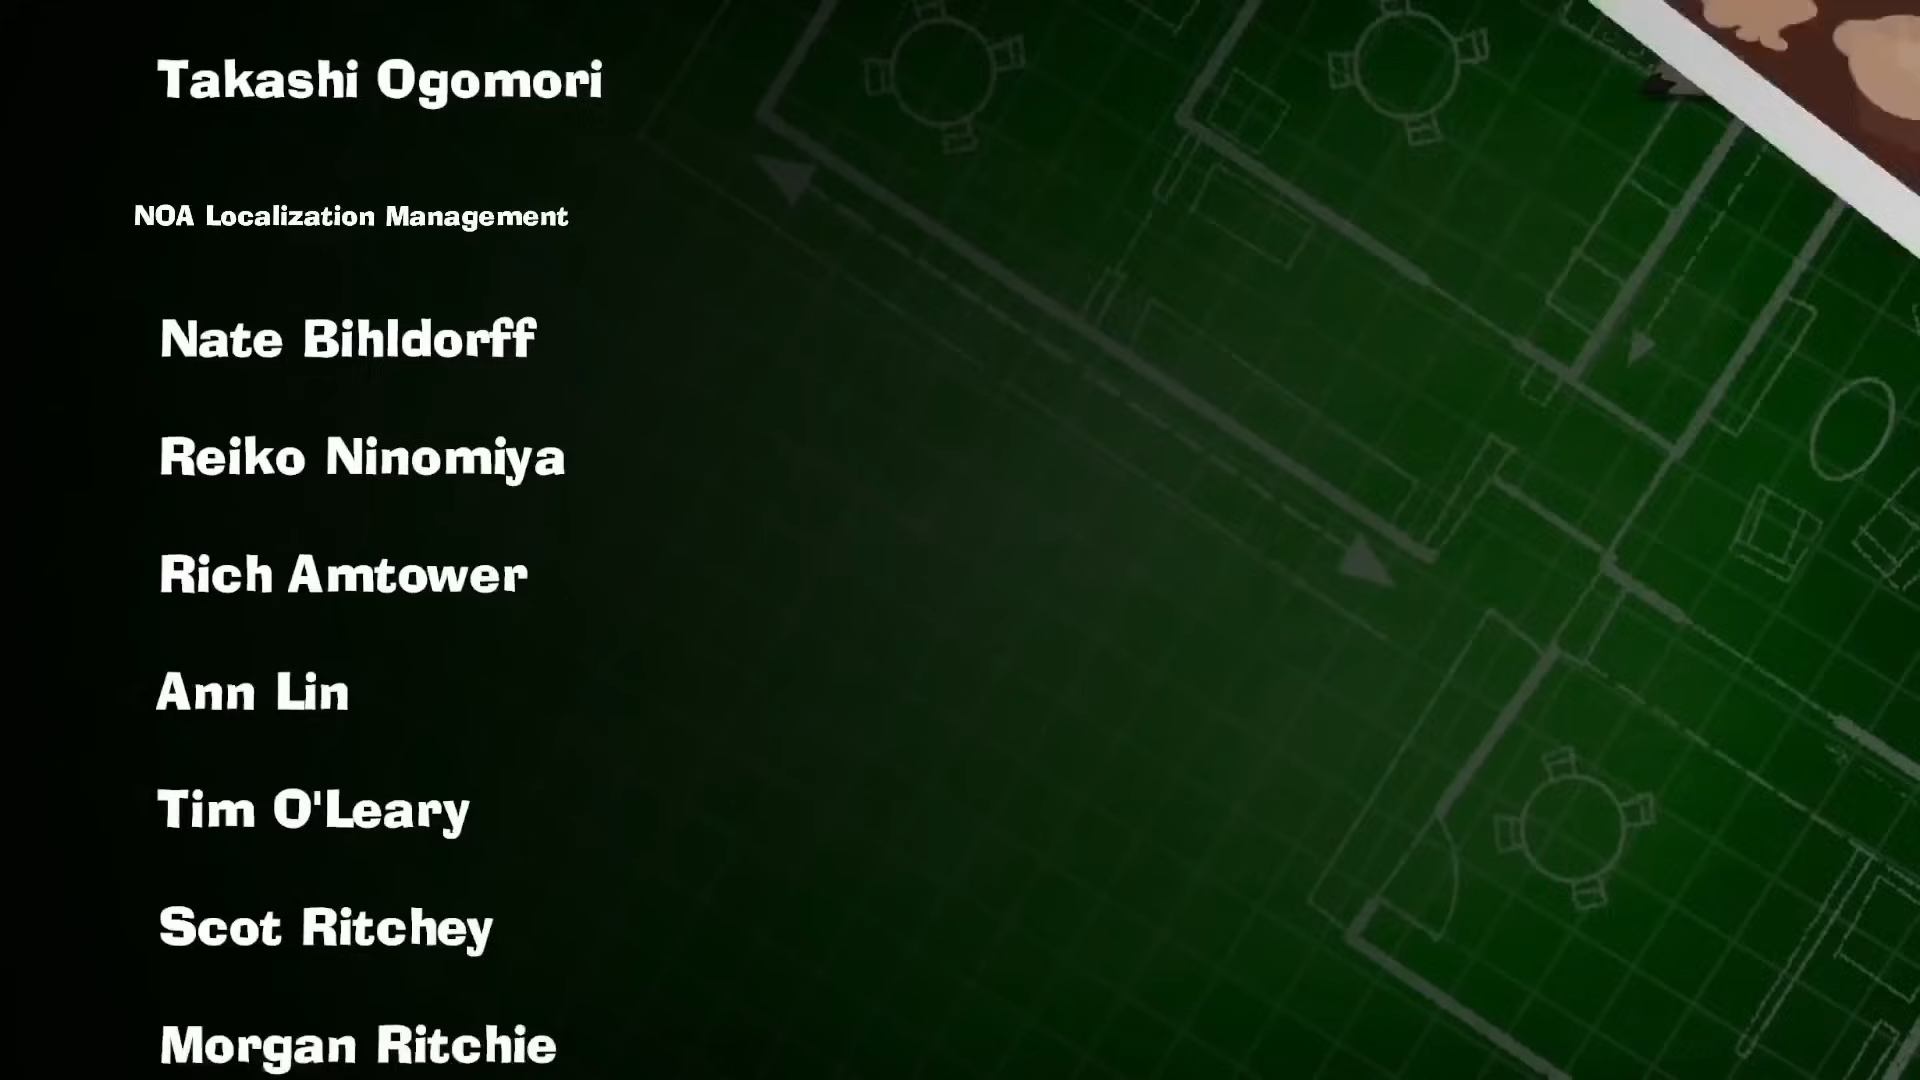 Takashi Ogomori
NOA Localization Management
Nate Bihldorff
Reiko Ninomiya
Rich Amtower
Ann Lin
Tim O'Leary
Scot Ritchey
Morgan Ritchie